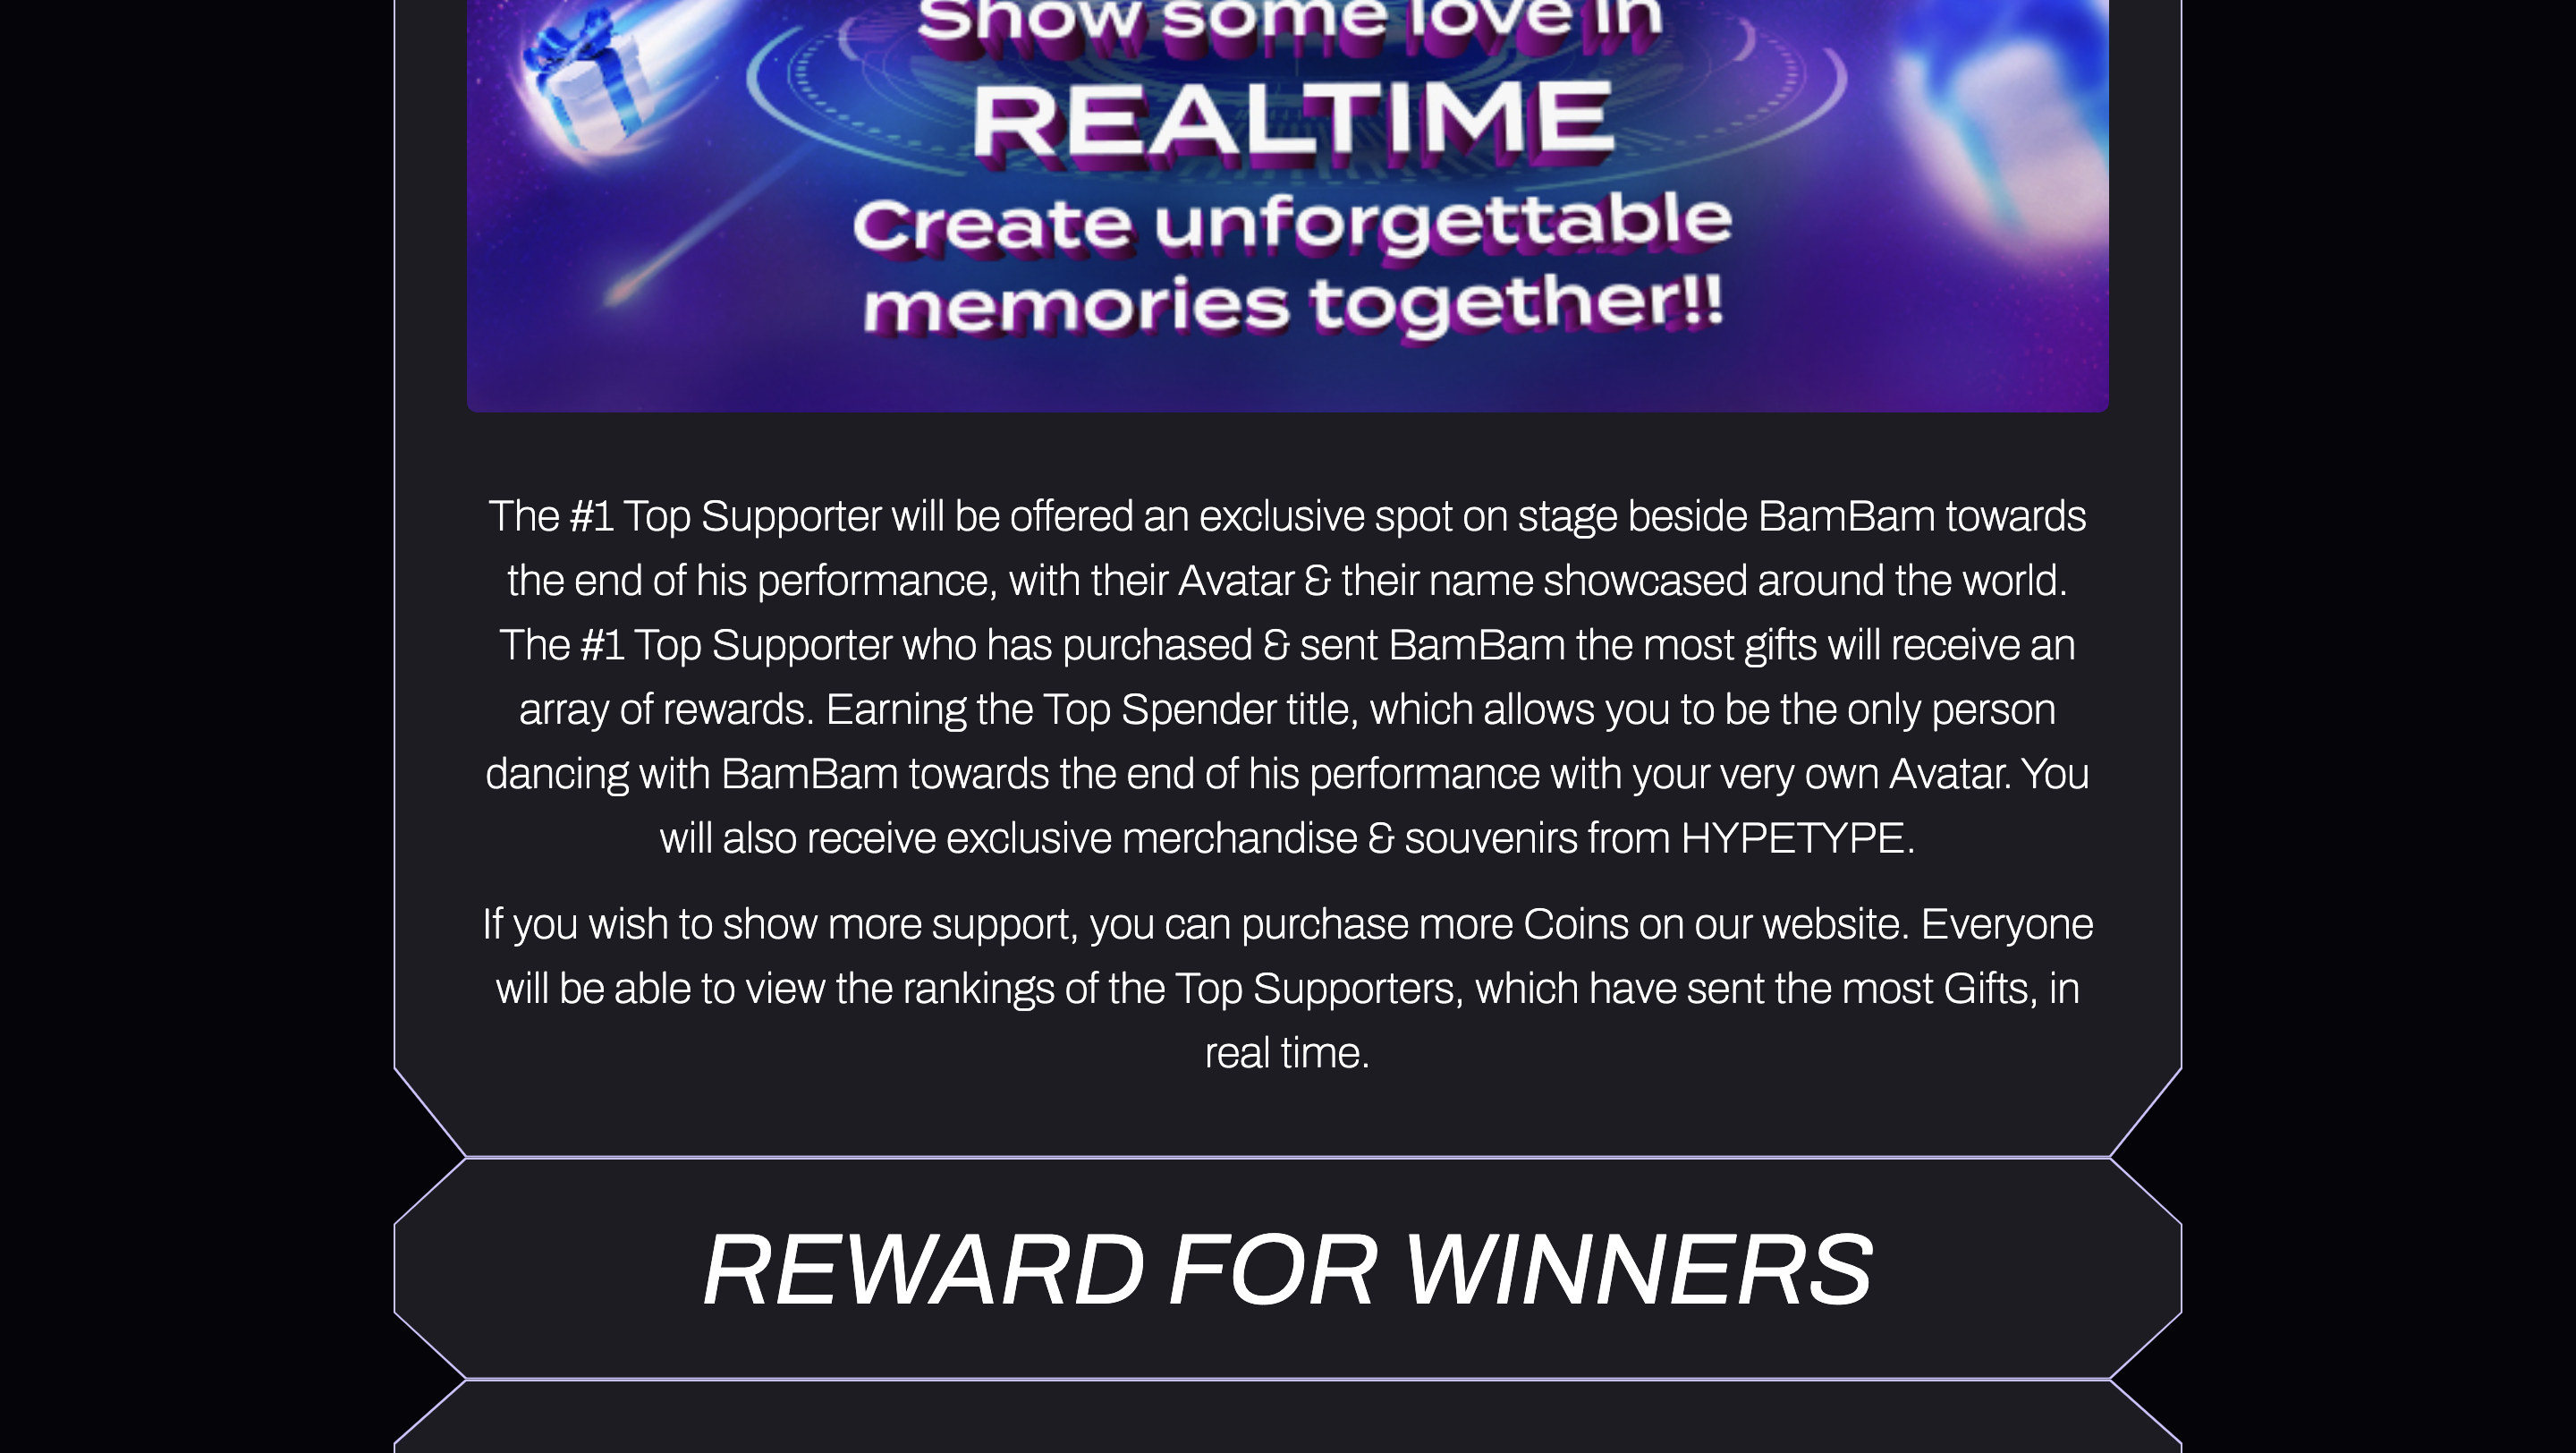 Show some love in
REALTIME
Create unforgettable
memories together!!
The #1 Top Supporter will be offered an exclusive spot on stage beside BamBam towards
the end of his performance, with their Avatar & their name showcased around the world.
The #1 Top Supporter who has purchased & sent BamBam the most gifts will receive an
array of rewards. Earning the Top Spender title, which allows you to be the only person
dancing with BamBam towards the end of his performance with your very own Avatar. You
will also receive exclusive merchandise & souvenirs from HYPETYPE.
If you wish to show more support, you can purchase more Coins on our website. Everyone
will be able to view the rankings of the Top Supporters, which have sent the most Gifts, in
real time.
REWARD FOR WINNERS